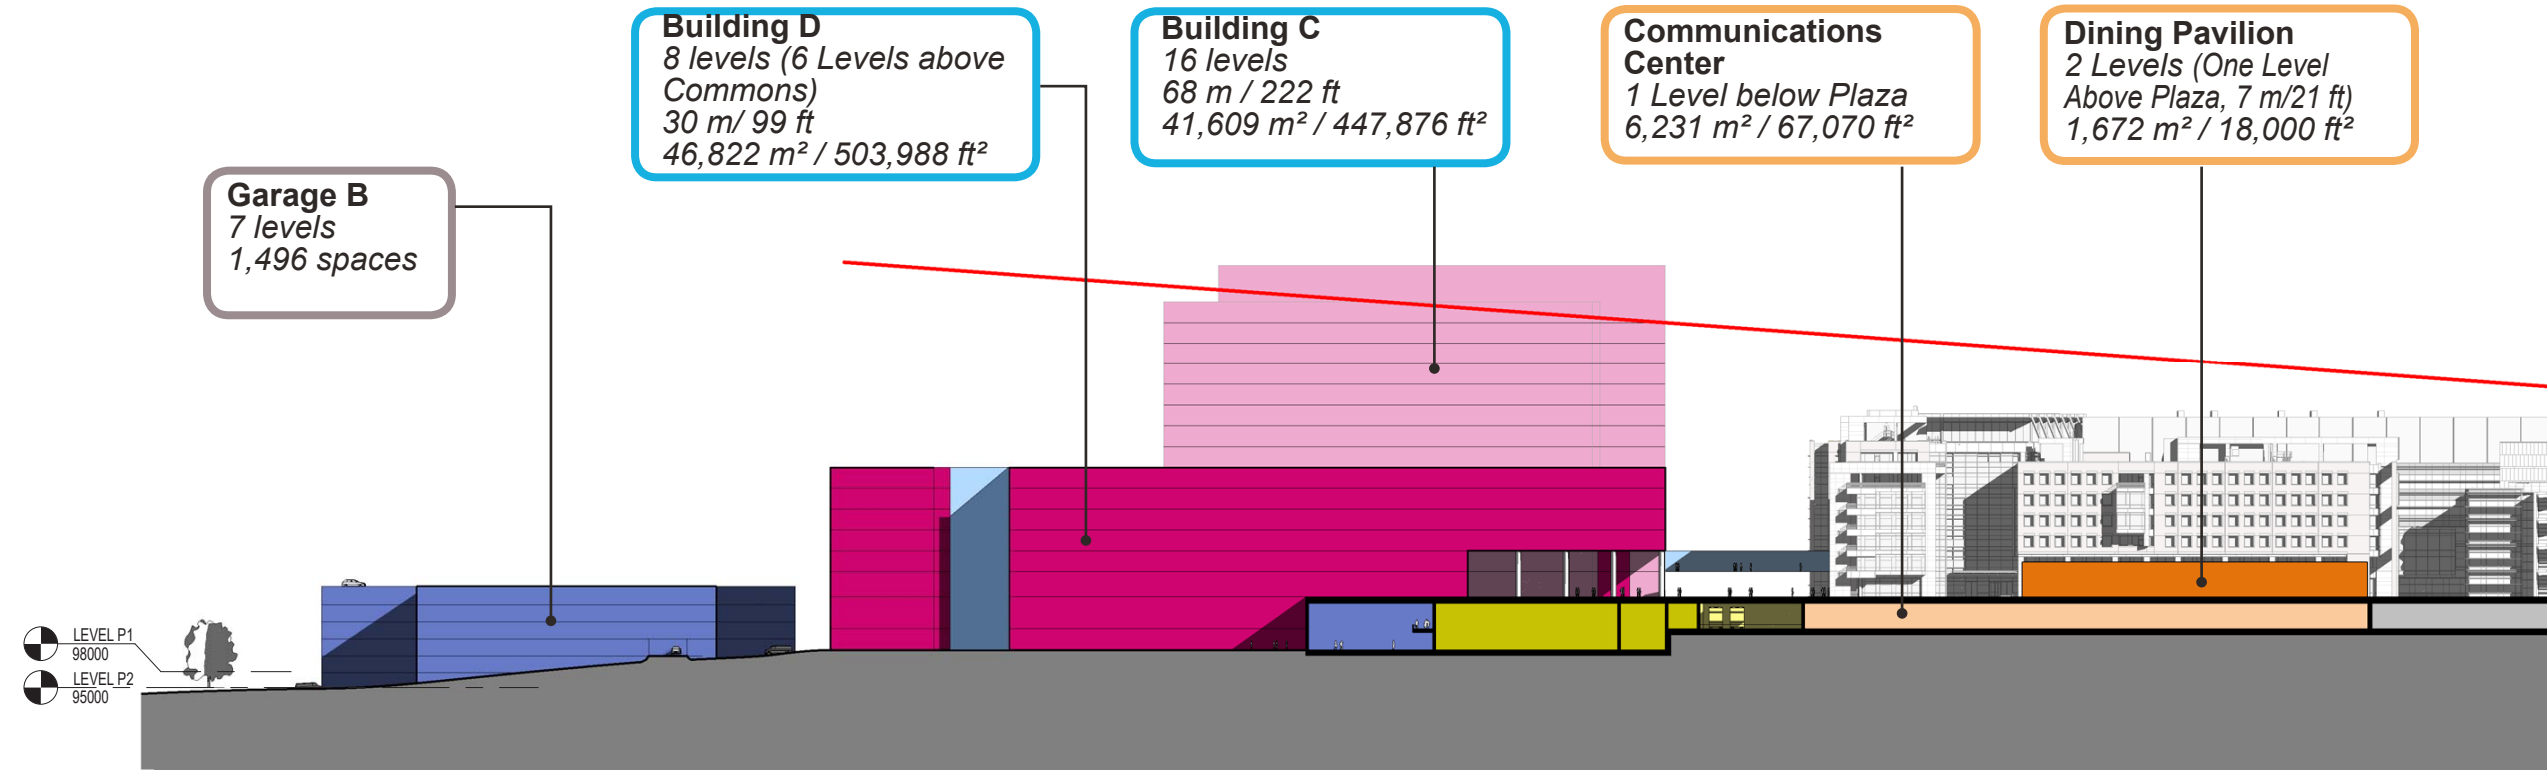 Garage B
7 levels
1,496 spaces
Building D
8 levels (6 Levels above
Commons)
30 m/ 99 ft
46,822 m² / 503,988 ft²
Building C
16 levels
68 m / 222 ft
41,609 m² / 447,876 ft²
Communications
Center
1 Level below Plaza
6,231 m² / 67,070 ft²
Dining Pavilion
2 Levels (One Level
Above Plaza, 7 m/21 ft)
1,672 m² / 18,000 ft²
LEVEL P1
98000
LEVEL P2
95000